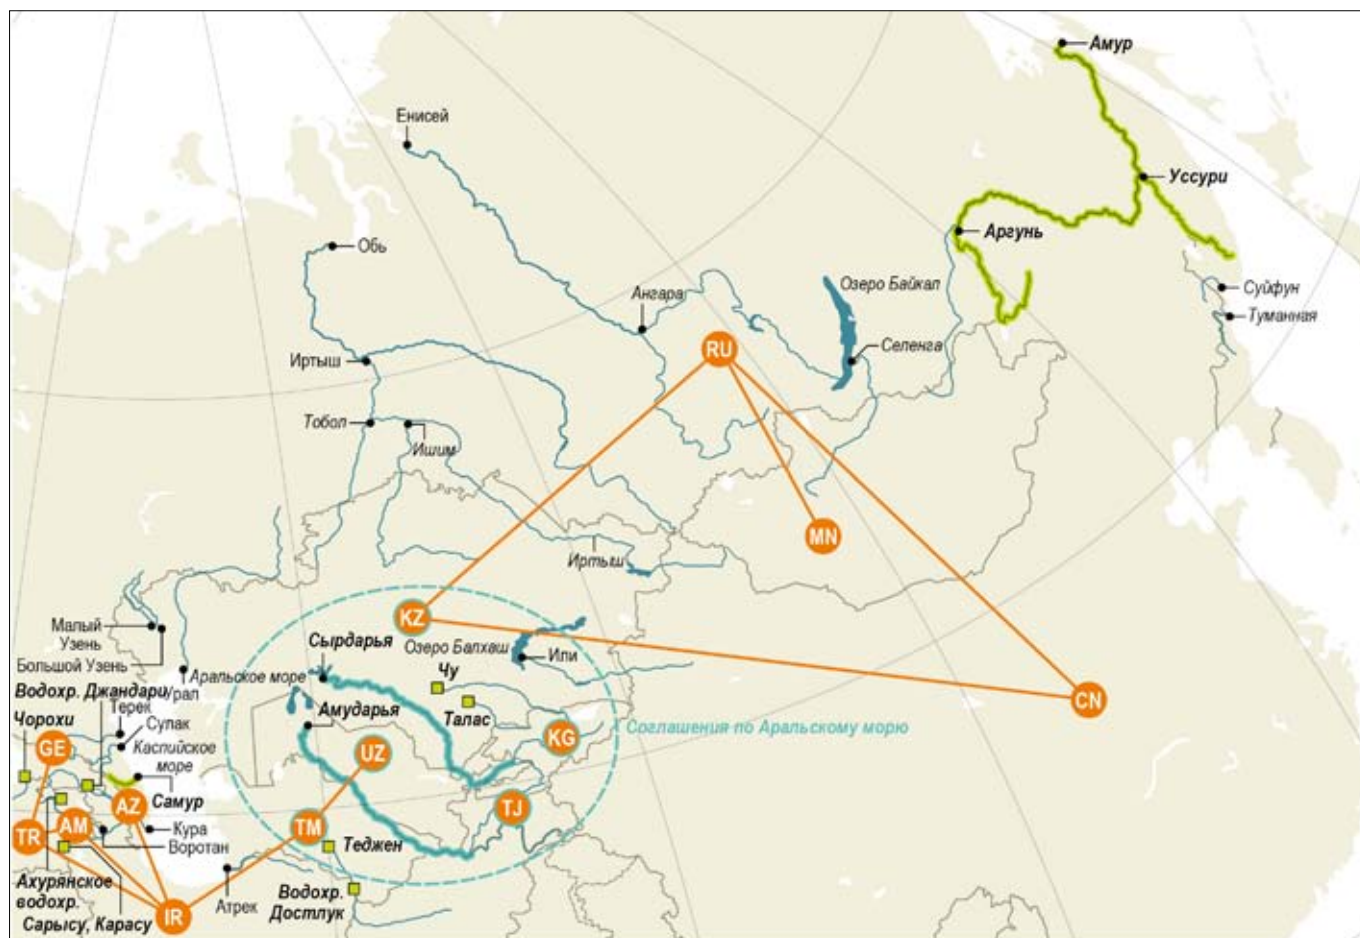 Амур
Енисей
Уссури
Аргунь
Обь
Ангара
Озеро Байкал
Суйфун
Туманная
RU
Селенга
Иртыш
Тобол
Ишим
MN
Иртыш
KZ
Малый
Узень
Сырдарья
Озеро Балхаш
Или
Большой Узень
Чу
Аральское море
Водохр. Джандари
Урал
CN
Терек
Амударья
Талас
Чорохи
Сулак
Соглашения по Аральскому морю
GE
Каспийское
море
UZ
KG
Самур
AZ
TJ
TR
AM
Кура
TM
Воротан
Теджен
Ахурянское
водохр.
Атрек
Водохр.
Достлук
Сарысу, Карасу
IR